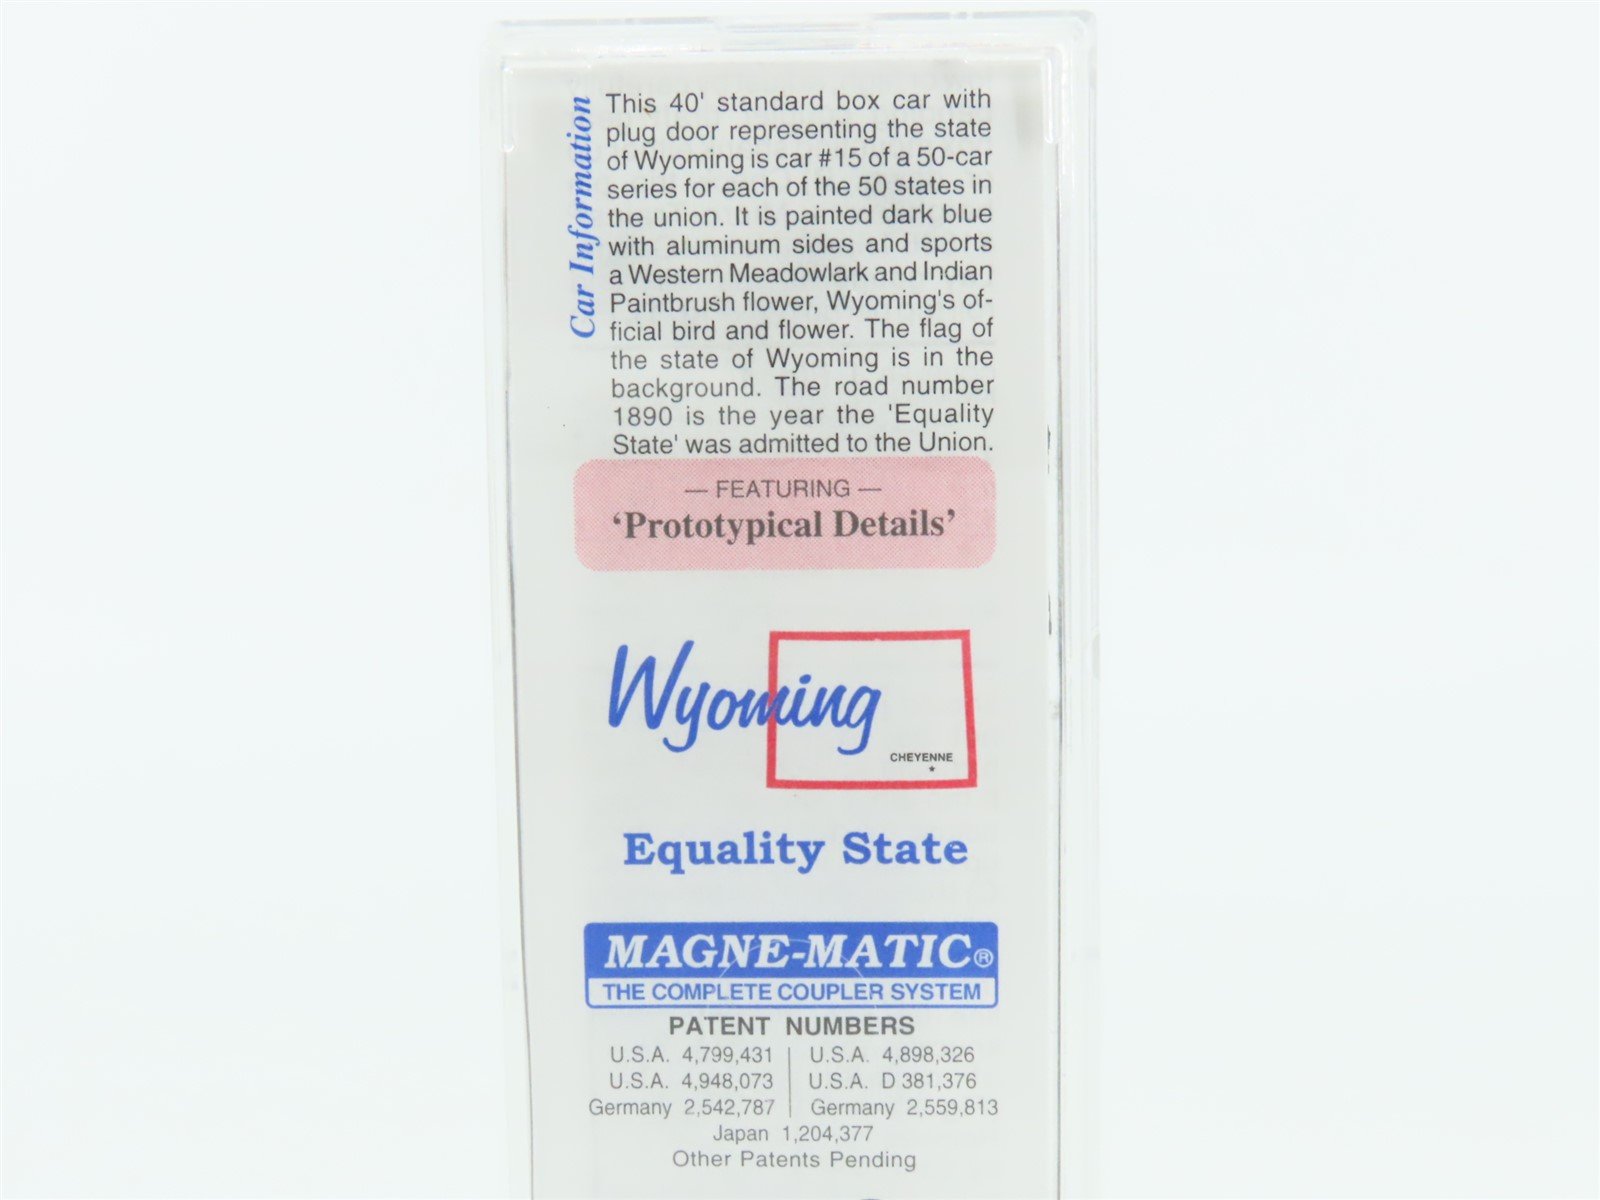 Car Information
This 40' standard box car with
plug door representing the state
of Wyoming is car #15 of a 50-car
series for each of the 50 states in
the union. It is painted dark blue
with aluminum sides and sports
a Western Meadowlark and Indian
Paintbrush flower, Wyoming's of-
ficial bird and flower. The flag of
the state of Wyoming is in the
background. The road number
1890 is the year the 'Equality
State' was admitted to the Union.
— FEATURING —
‘Prototypical Details’
Wyoming
CHEYENNE
Equality State
MAGNE-MATIC®
THE COMPLETE COUPLER SYSTEM
PATENT NUMBERS
U.S.A. 4,799,431 | U.S.A. 4,898,326
U.S.A. 4,948,073 | U.S.A. D 381,376
Germany 2,542,787 | Germany 2,559,813
Japan 1,204,377
Other Patents Pending